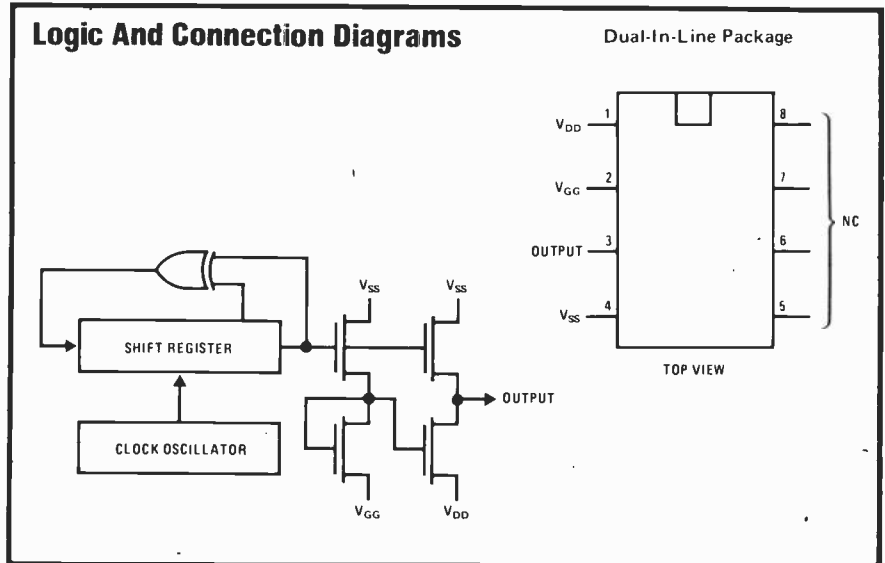 Logic And Connection Diagrams
Dual-In-Line Package
VDD 1
8
VGG 2
7
NC
OUTPUT 3
6
VSS 4
5
TOP VIEW
VSS
VSS
SHIFT REGISTER
OUTPUT
CLOCK OSCILLATOR
VGG
VDD